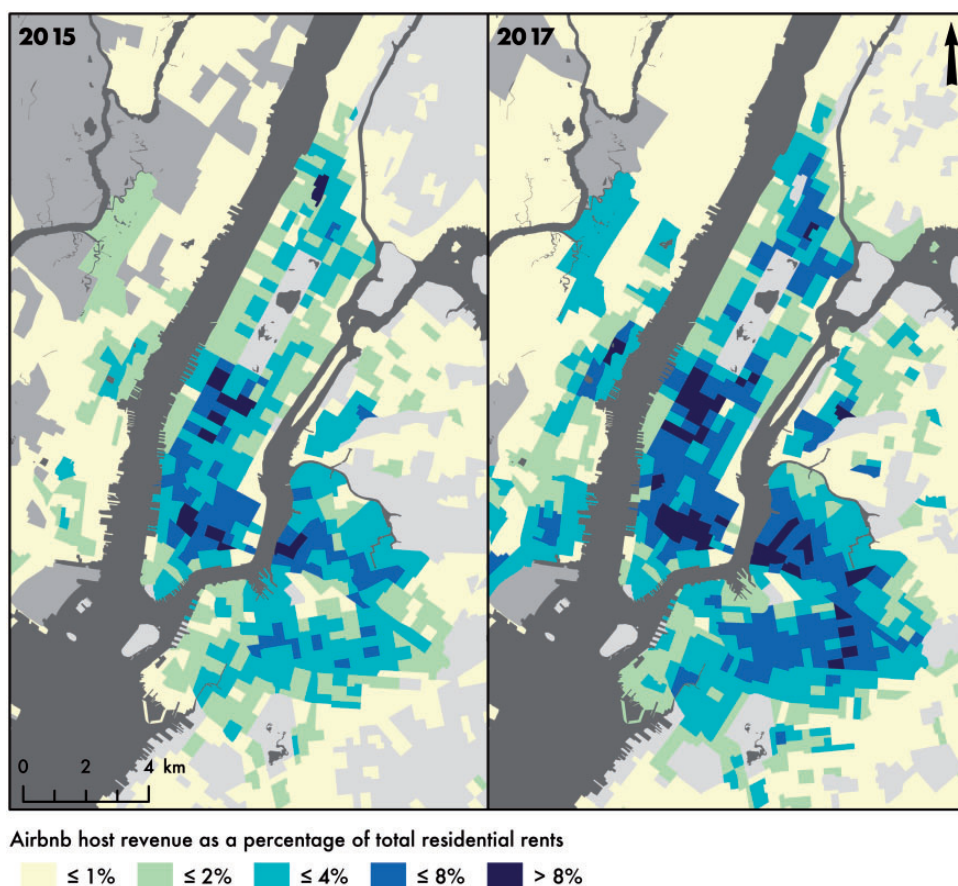 2015
2017
0 2 4 km
Airbnb host revenue as a percentage of total residential rents
≤ 1% ≤ 2% ≤ 4% ≤ 8% > 8%